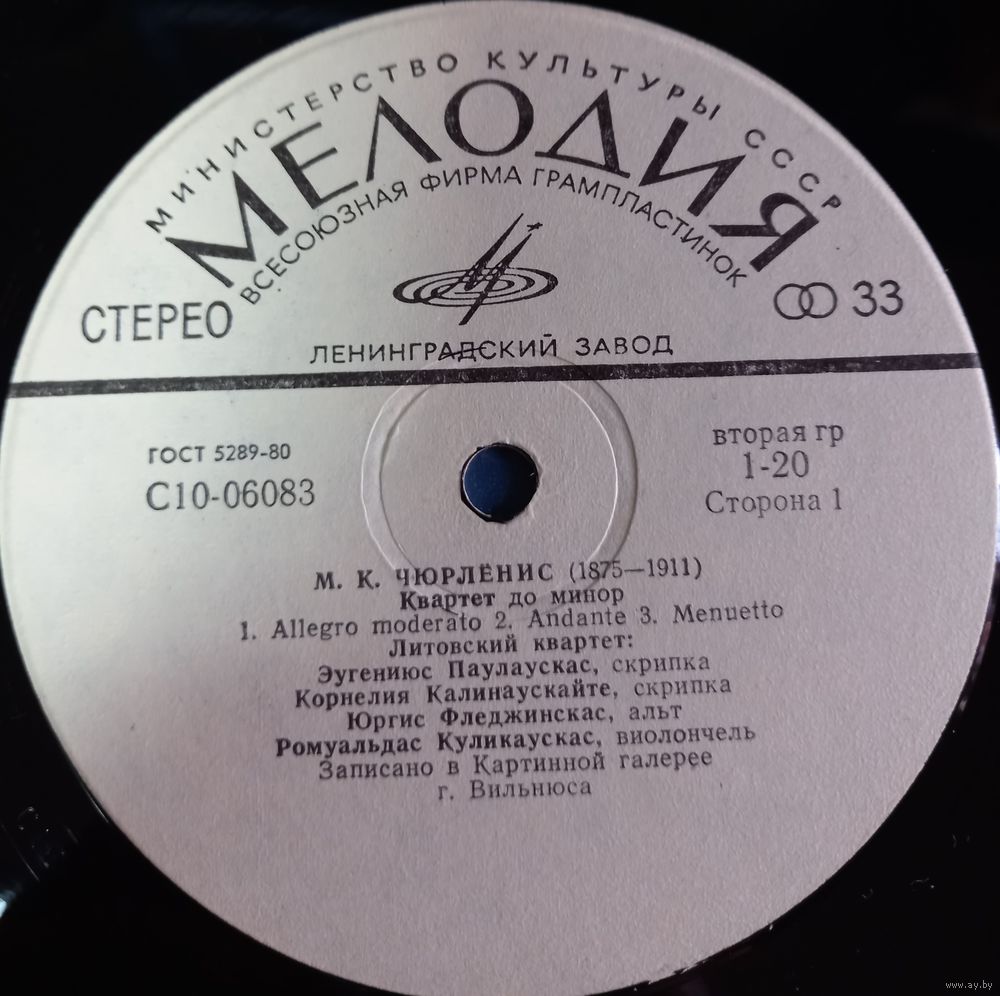 МИНИСТЕРСТВО КУЛЬТУРЫ СССР
МЕЛОДИЯ
ВСЕСОЮЗНАЯ ФИРМА ГРАМПЛАСТИНОК
СТЕРЕО
33
ЛЕНИНГРАДСКИЙ ЗАВОД
ГОСТ 5289-80
С10-06083
вторая гр
1-20
Сторона 1
М. К. ЧЮРЛЁНИС (1875—1911)
Квартет до минор
1. Allegro moderato 2. Andante 3. Menuetto
Литовский квартет:
Эугениюс Паулаускас, скрипка
Корнелия Калинаускайте, скрипка
Юргис Фледжинскас, альт
Ромуальдас Куликаускас, виолончель
Записано в Картинной галерее
г. Вильнюса
www.ay.by